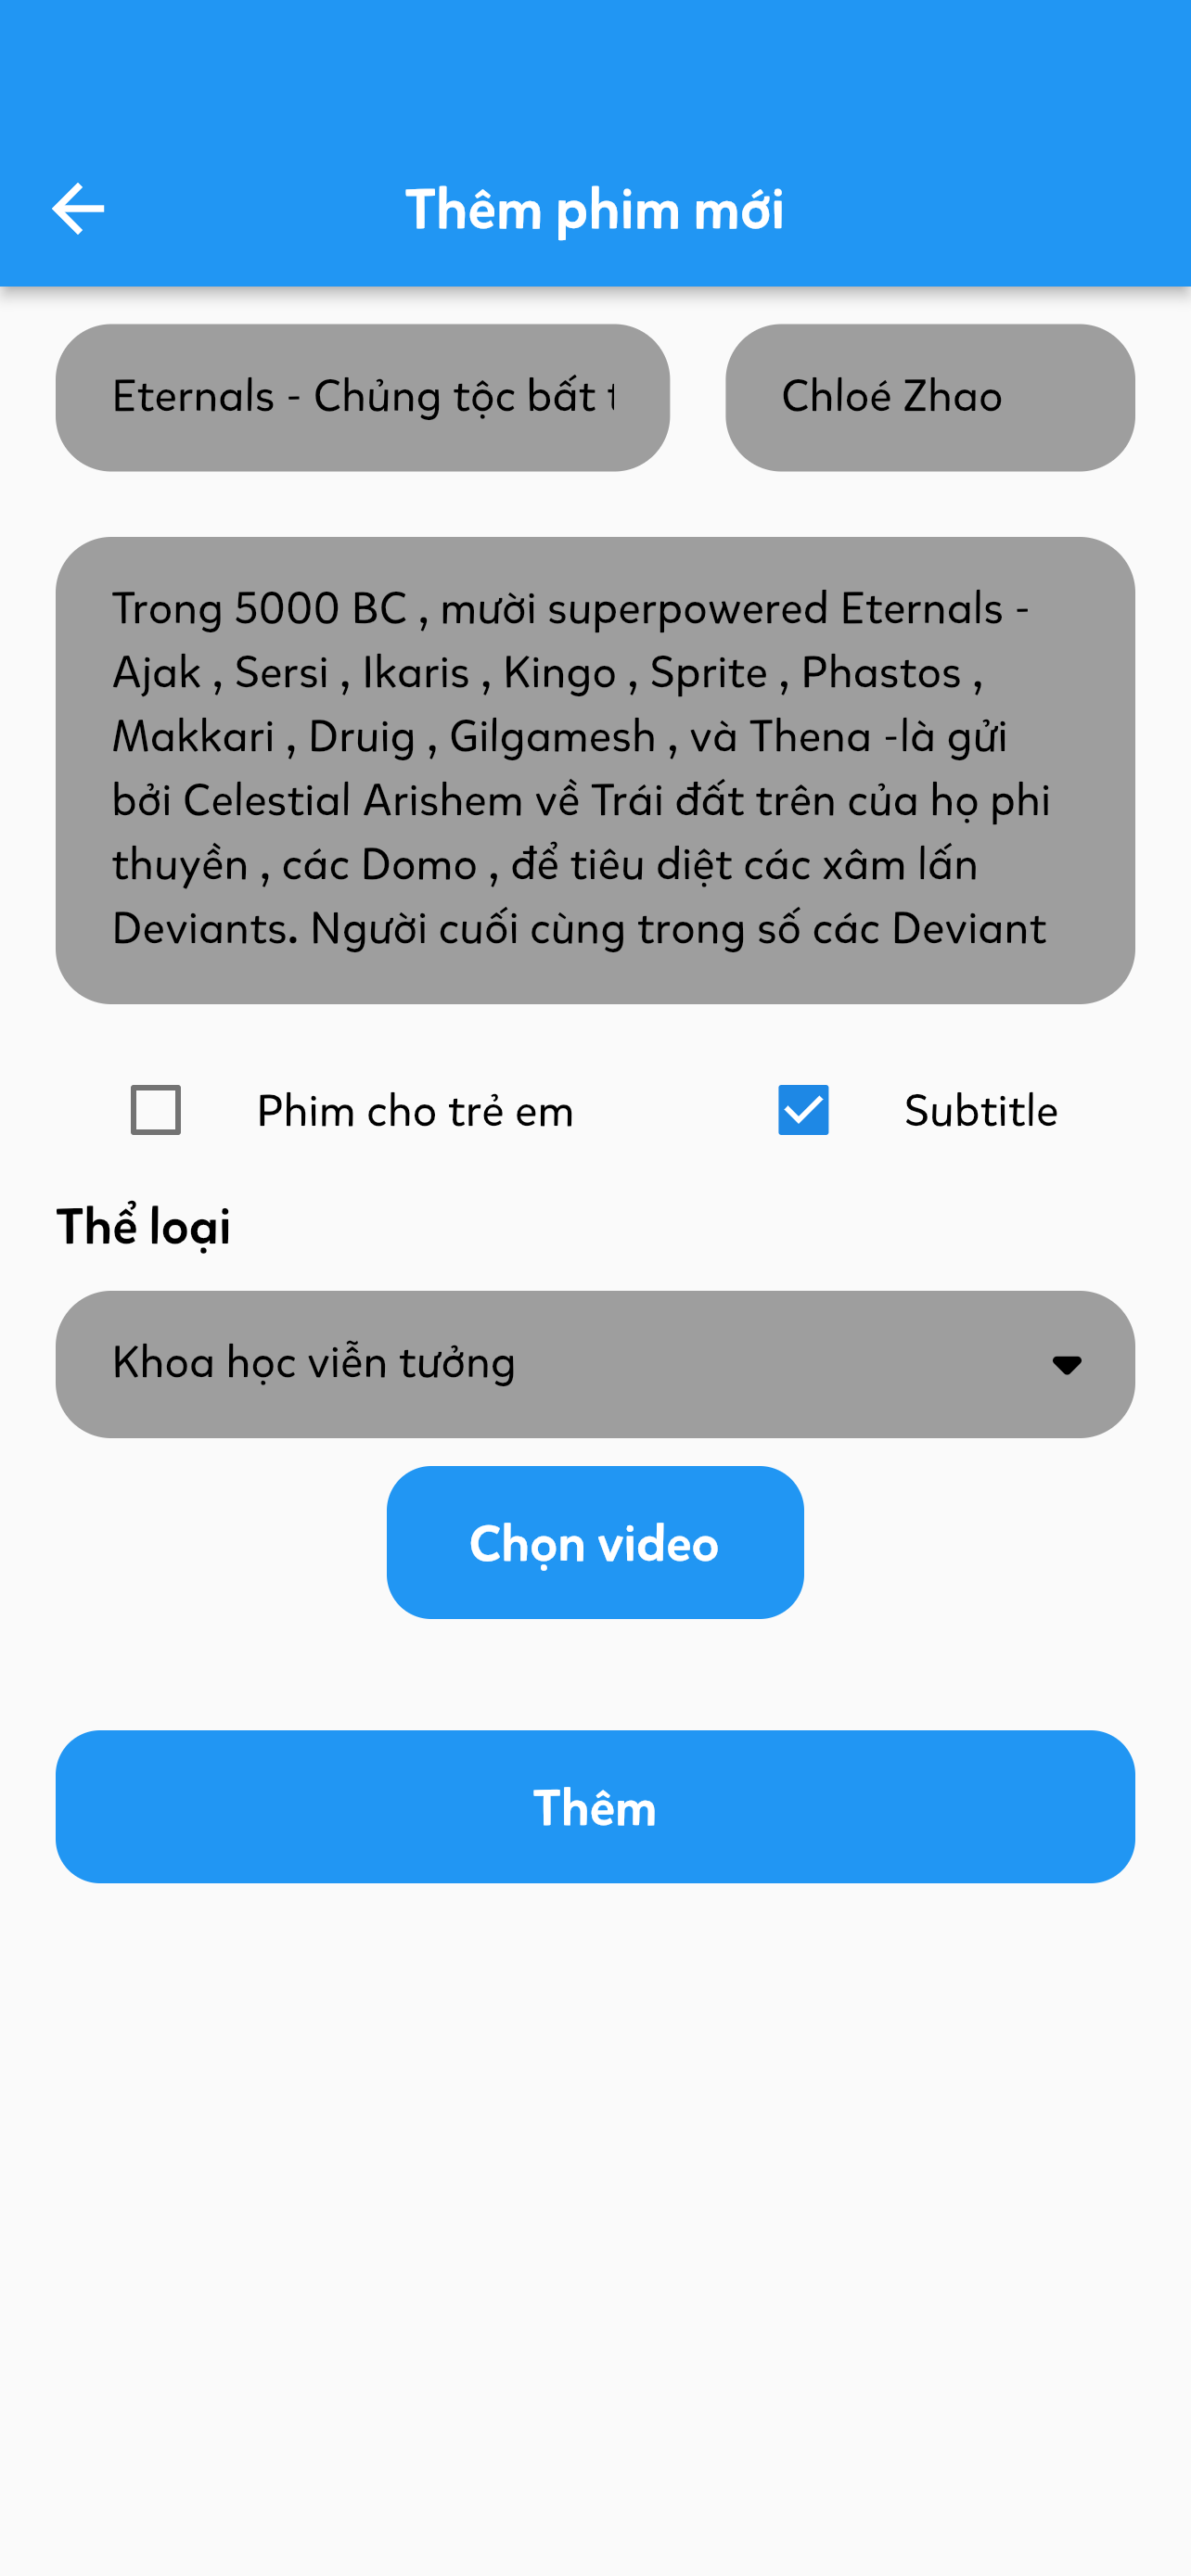 Thêm phim mới
Eternals - Chủng tộc bất
Chloé Zhao
Trong 5000 BC , mười superpowered Eternals -
Ajak , Sersi , Ikaris , Kingo , Sprite , Phastos ,
Makkari , Druig , Gilgamesh , và Thena -là gửi
bởi Celestial Arishem về Trái đất trên của họ phi
thuyền , các Domo , để tiêu diệt các xâm lấn
Deviants. Người cuối cùng trong số các Deviant
Phim cho trẻ em
Subtitle
Thể loại
Khoa học viễn tưởng
Chọn video
Thêm